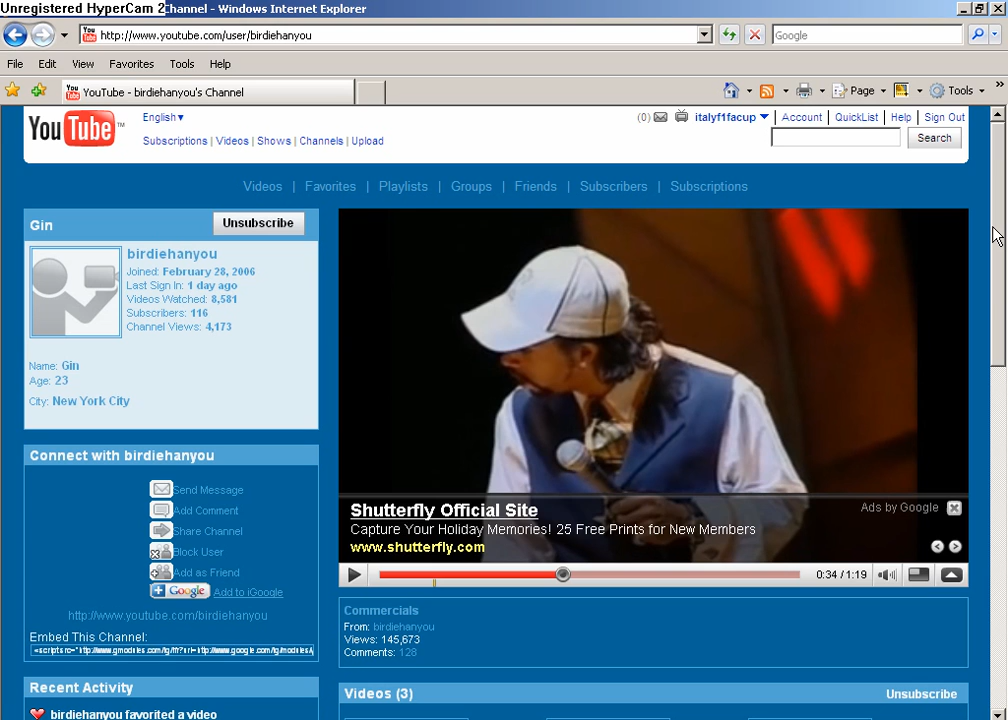 Unregistered HyperCam 2
Channel - Windows Internet Explorer
http://www.youtube.com/user/birdiehanyou
Google
File Edit View Favorites Tools Help
YouTube - birdiehanyou's Channel
Page
Tools
YouTube™
English
(0)
italyf1facup | Account | QuickList | Help | Sign Out
Subscriptions | Videos | Shows | Channels | Upload
Search
Videos | Favorites | Playlists | Groups | Friends | Subscribers | Subscriptions
Gin
Unsubscribe
birdiehanyou
Joined: February 28, 2006
Last Sign In: 1 day ago
Videos Watched: 8,581
Subscribers: 116
Channel Views: 4,173
Name: Gin
Age: 23
City: New York City
Connect with birdiehanyou
Send Message
Add Comment
Share Channel
Block User
Add as Friend
Google Add to iGoogle
http://www.youtube.com/birdiehanyou
Embed This Channel:
Recent Activity
birdiehanyou favorited a video
Shutterfly Official Site
Ads by Google
Capture Your Holiday Memories! 25 Free Prints for New Members
www.shutterfly.com
0:34 / 1:19
Commercials
From: birdiehanyou
Views: 145,673
Comments: 128
Videos (3)
Unsubscribe